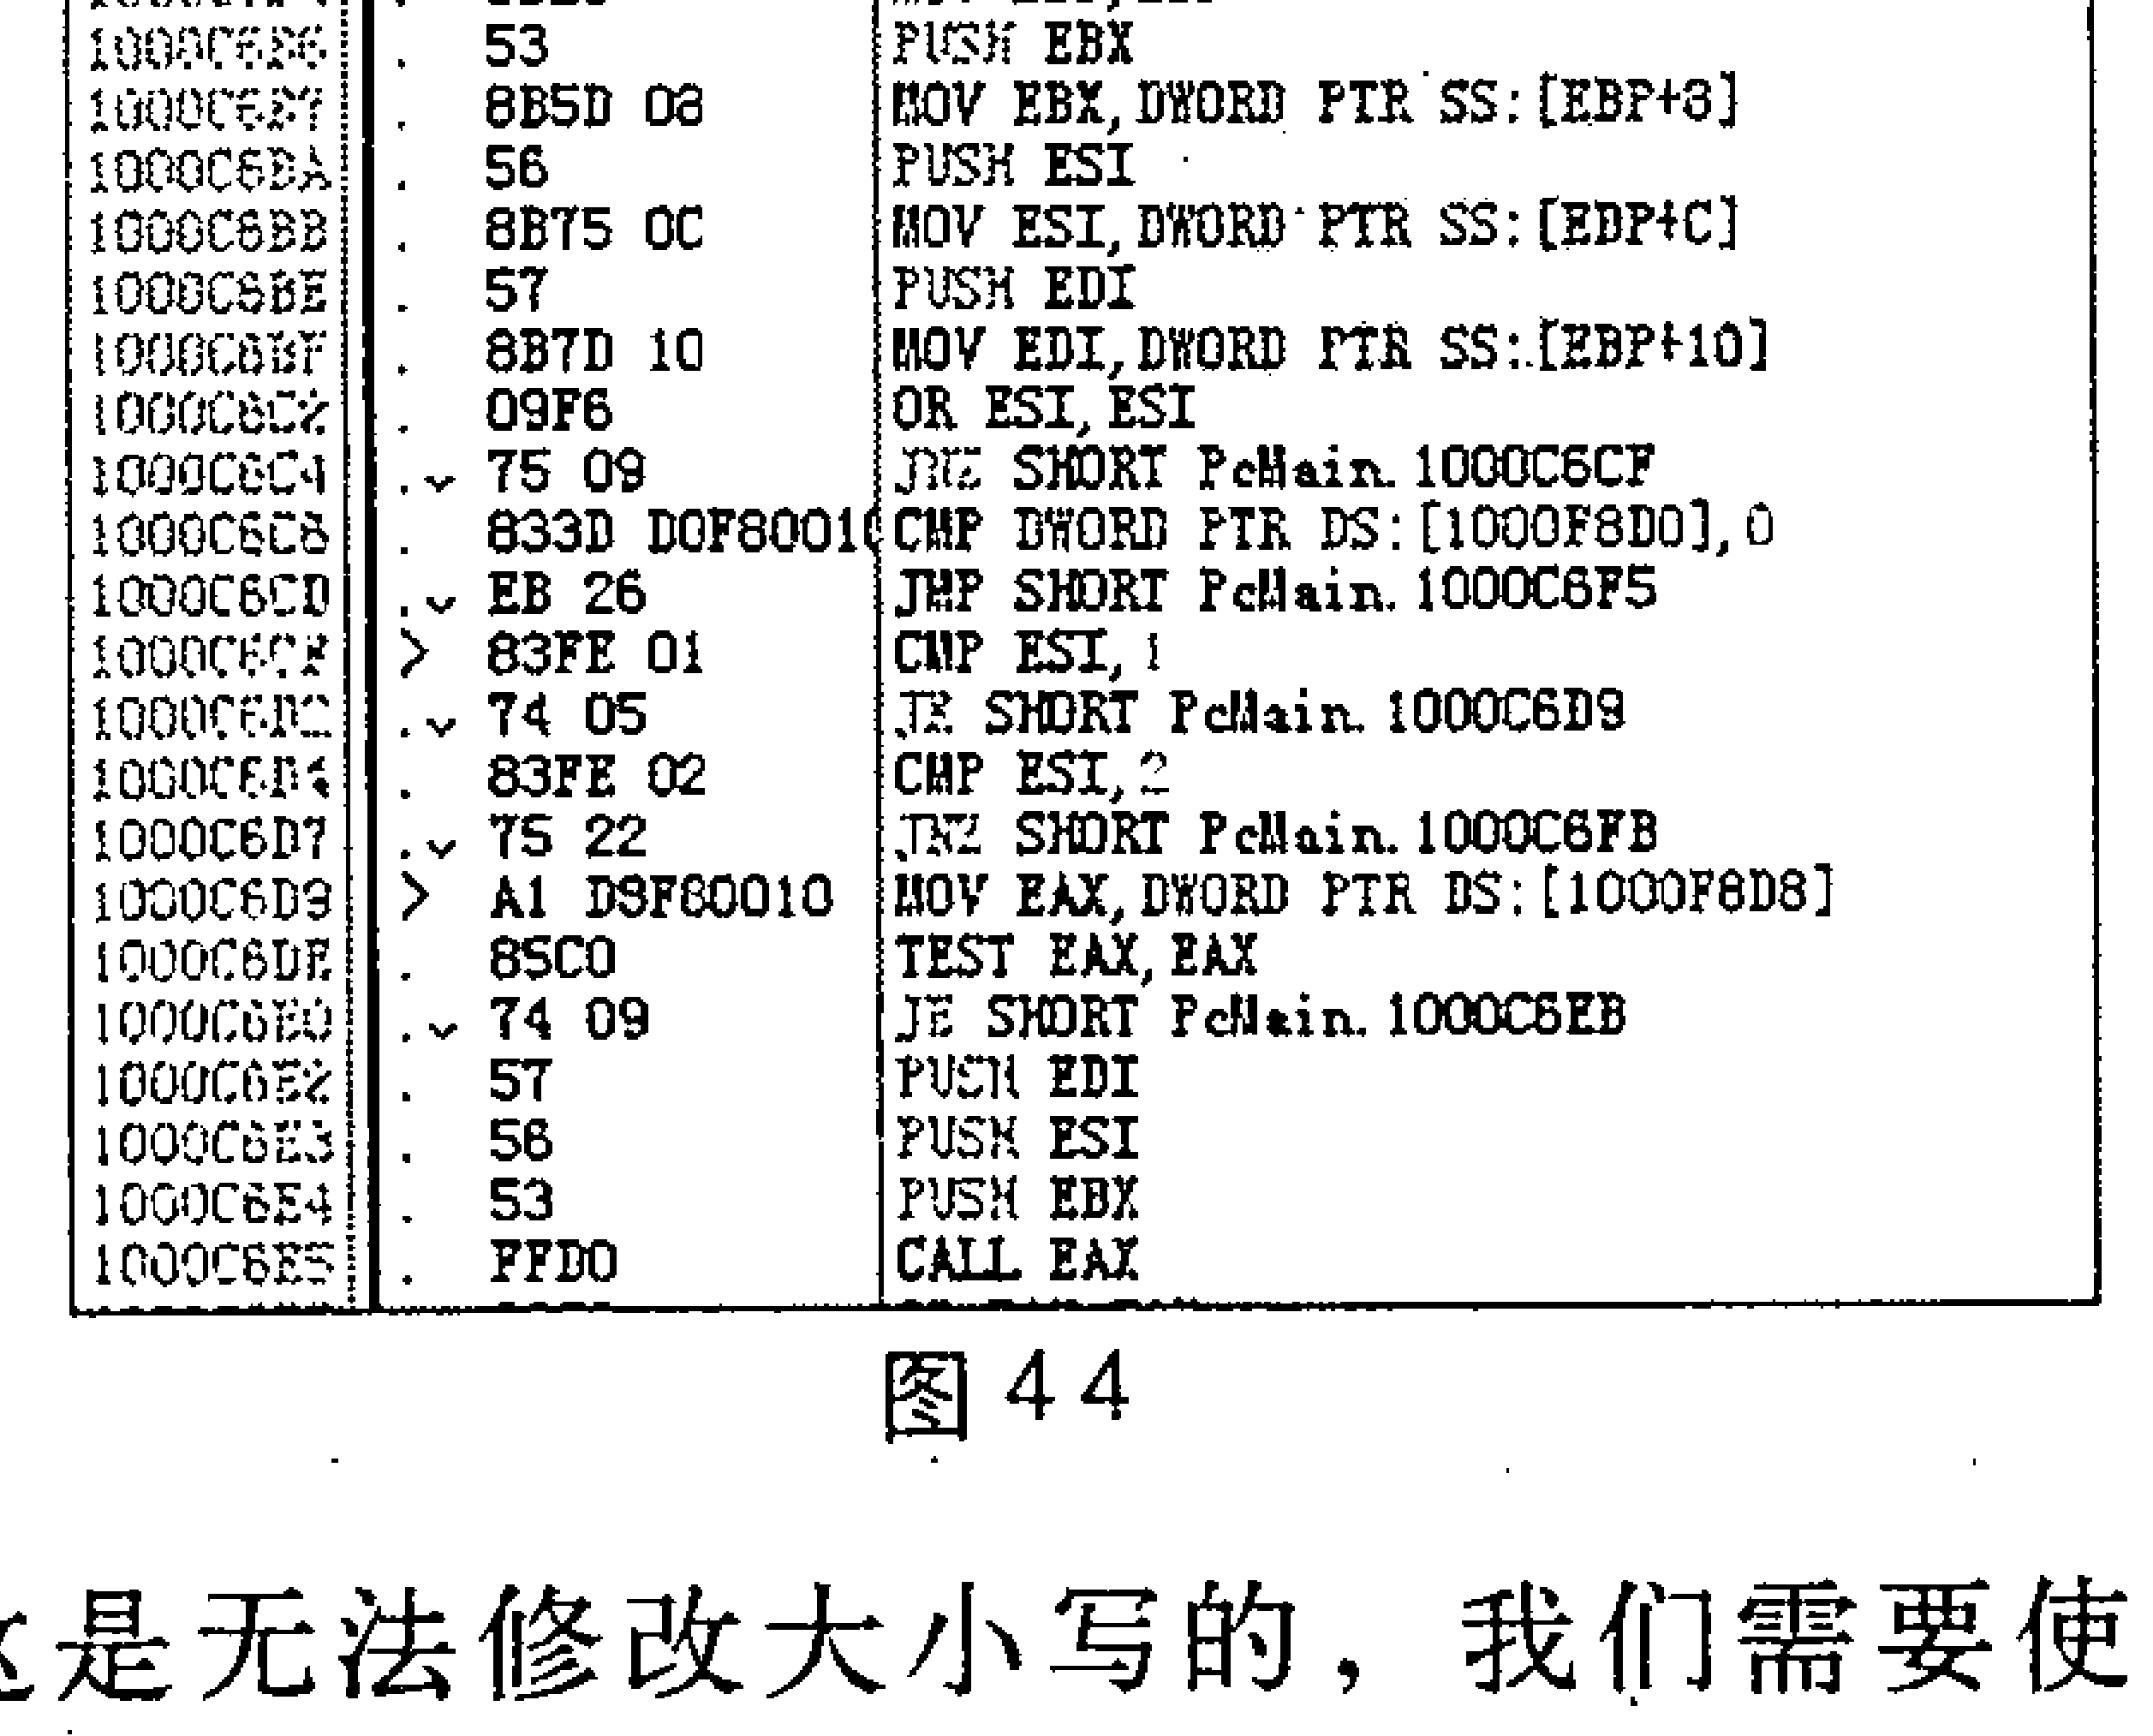 1000C6B6 . 53 PUSH EBX
1000C6B7 . 8B5D 08 MOV EBX,DWORD PTR SS:[EBP+8]
1000C6BA . 56 PUSH ESI
1000C6BB . 8B75 0C MOV ESI,DWORD PTR SS:[EBP+C]
1000C6BE . 57 PUSH EDI
1000C6BF . 8B7D 10 MOV EDI,DWORD PTR SS:[EBP+10]
1000C6C2 . 09F6 OR ESI,ESI
1000C6C4 .⌄ 75 09 JNZ SHORT PcMain.1000C6CF
1000C6C6 . 833D D0F80010 CMP DWORD PTR DS:[1000F8D0],0
1000C6CD .⌄ EB 26 JMP SHORT PcMain.1000C6F5
1000C6CF > 83FE 01 CMP ESI,1
1000C6D2 .⌄ 74 05 JE SHORT PcMain.1000C6D9
1000C6D4 . 83FE 02 CMP ESI,2
1000C6D7 .⌄ 75 22 JNZ SHORT PcMain.1000C6FB
1000C6D9 > A1 D8F80010 MOV EAX,DWORD PTR DS:[1000F8D8]
1000C6DE . 85C0 TEST EAX,EAX
1000C6E0 .⌄ 74 09 JE SHORT PcMain.1000C6EB
1000C6E2 . 57 PUSH EDI
1000C6E3 . 56 PUSH ESI
1000C6E4 . 53 PUSH EBX
1000C6E5 . FFD0 CALL EAX
图 44
是无法修改大小写的，我们需要使